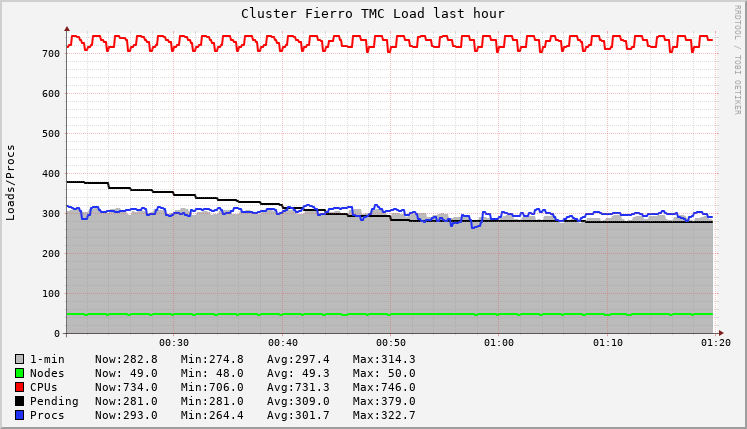 Cluster Fierro TMC Load last hour
RRDTOOL / TOBI OETIKER
Loads/Procs
700
600
500
400
300
200
100
0
00:30 00:40 00:50 01:00 01:10 01:20
1-min Now:282.8 Min:274.8 Avg:297.4 Max:314.3
Nodes Now: 49.0 Min: 48.0 Avg: 49.3 Max: 50.0
CPUs Now:734.0 Min:706.0 Avg:731.3 Max:746.0
Pending Now:281.0 Min:281.0 Avg:309.0 Max:379.0
Procs Now:293.0 Min:264.4 Avg:301.7 Max:322.7